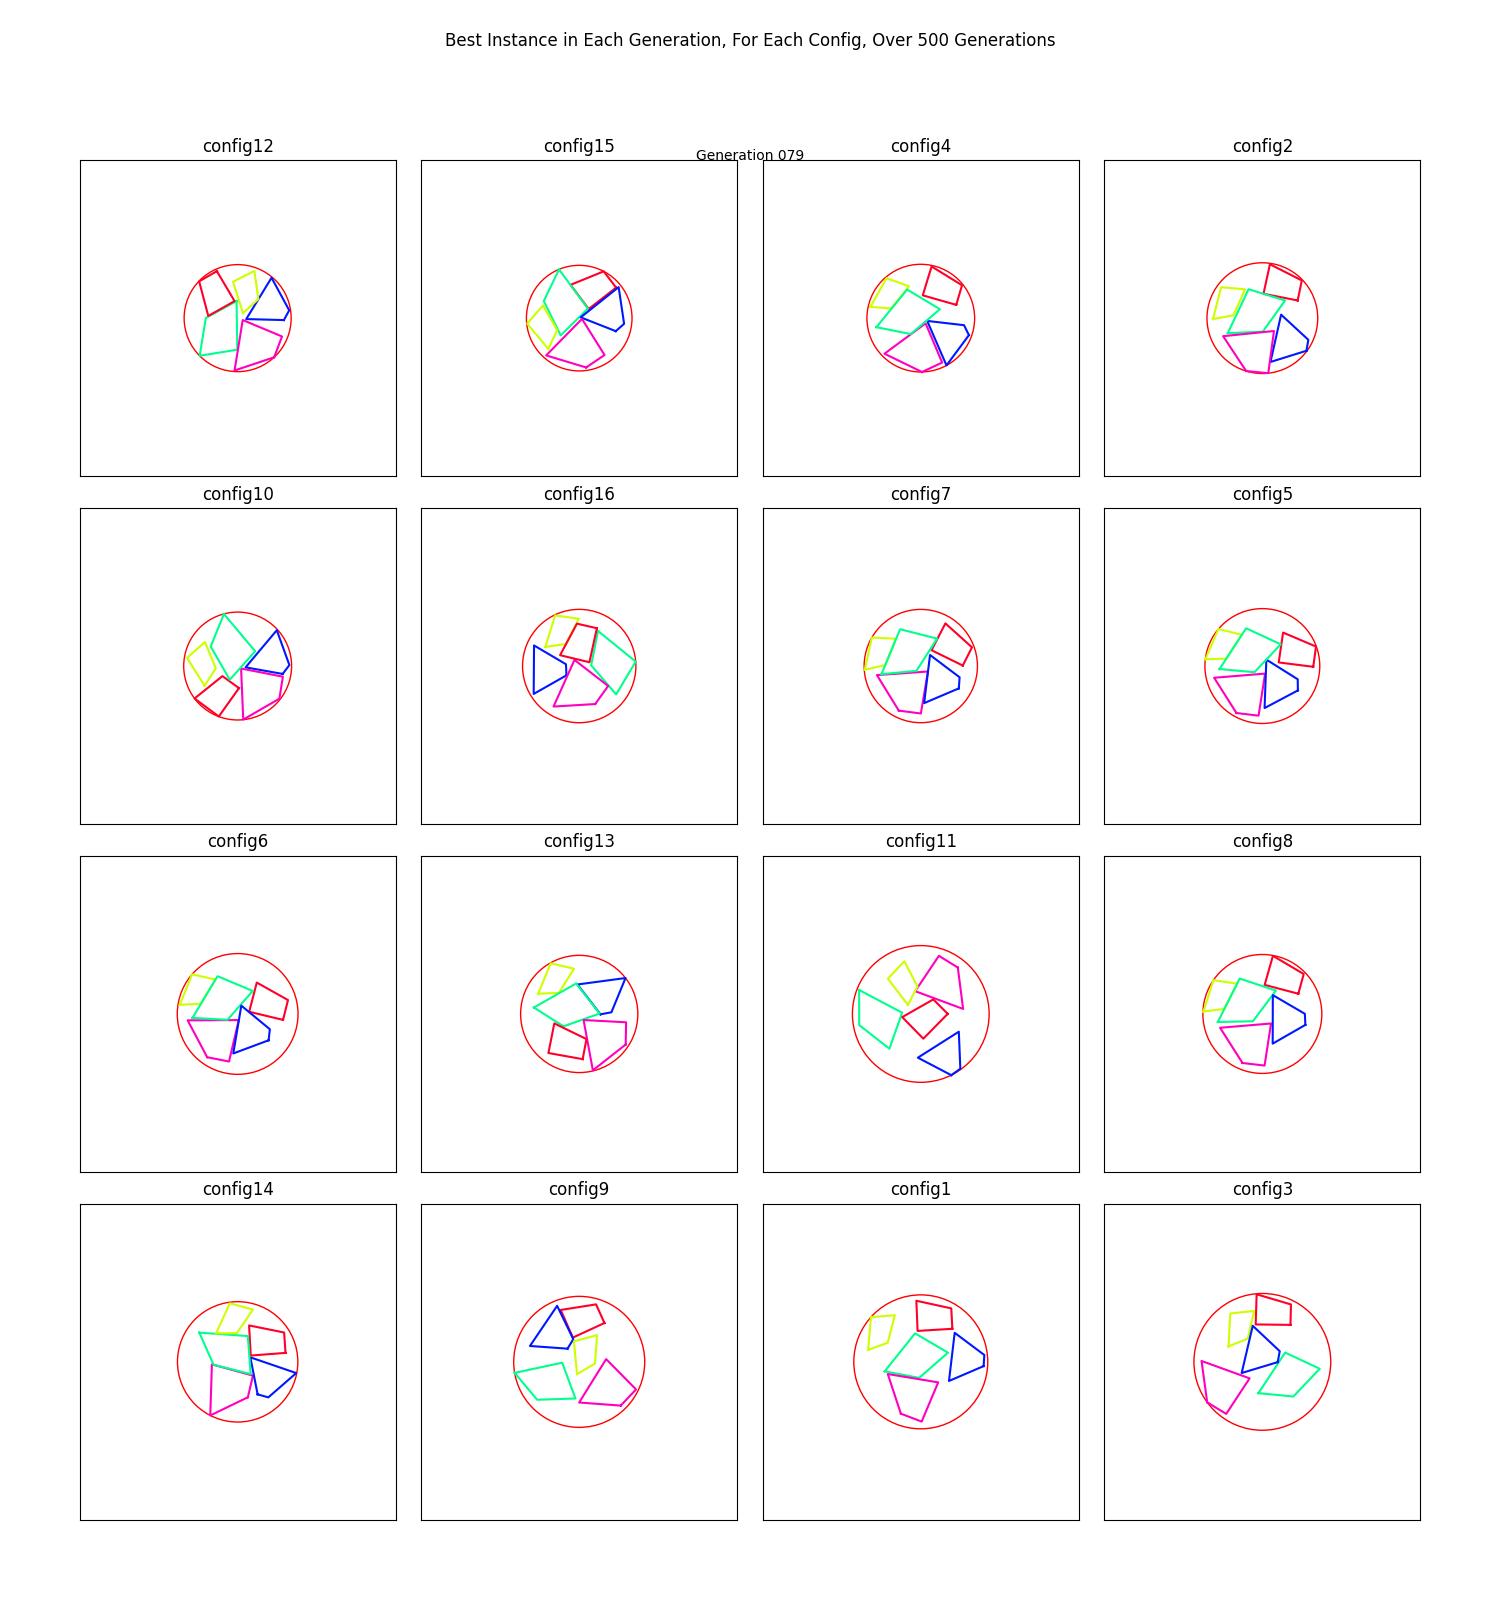 Best Instance in Each Generation, For Each Config, Over 500 Generations
Generation 079
config12
config15
config4
config2
config10
config16
config7
config5
config6
config13
config11
config8
config14
config9
config1
config3